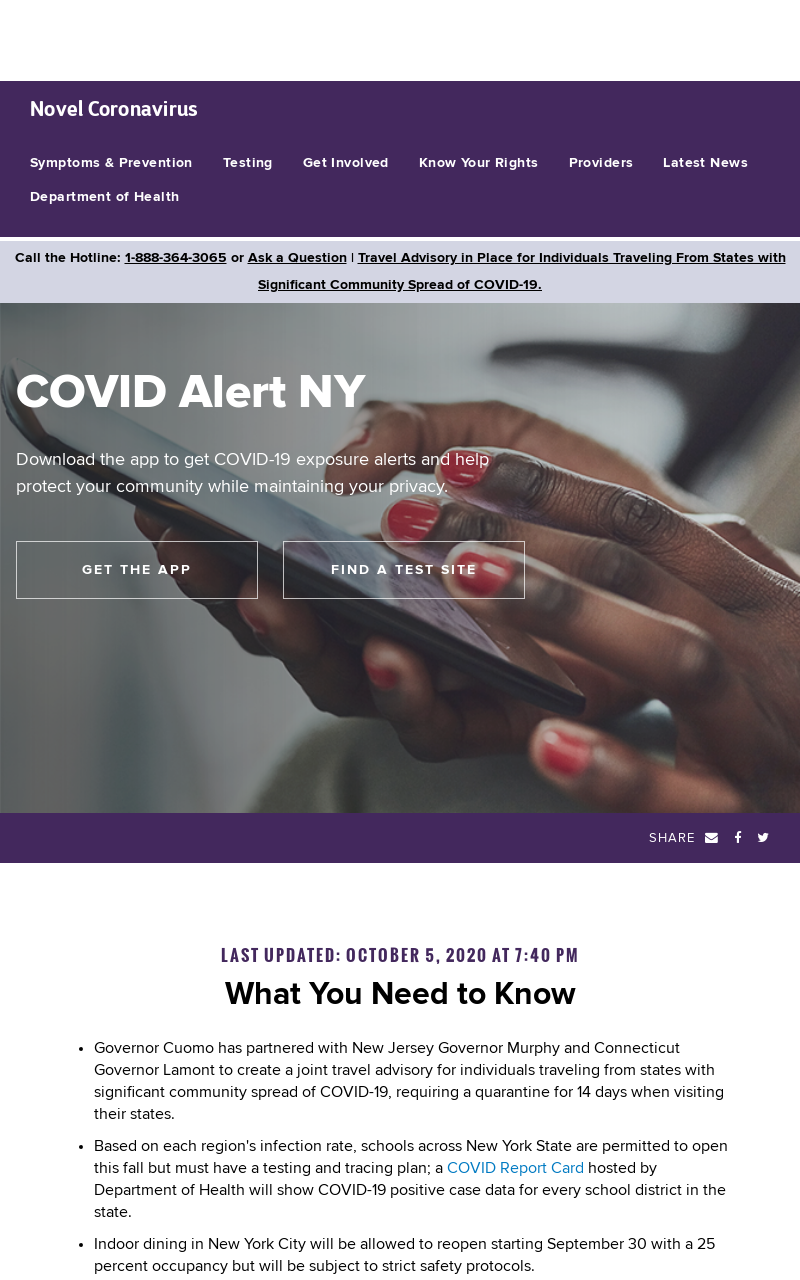 Novel Coronavirus
Symptoms & Prevention Testing Get Involved Know Your Rights Providers Latest News
Department of Health
Call the Hotline: 1-888-364-3065 or Ask a Question | Travel Advisory in Place for Individuals Traveling From States with
Significant Community Spread of COVID-19.
COVID Alert NY
Download the app to get COVID-19 exposure alerts and help
protect your community while maintaining your privacy.
GET THE APP FIND A TEST SITE
SHARE
LAST UPDATED: OCTOBER 5, 2020 AT 7:40 PM
What You Need to Know
• Governor Cuomo has partnered with New Jersey Governor Murphy and Connecticut
Governor Lamont to create a joint travel advisory for individuals traveling from states with
significant community spread of COVID-19, requiring a quarantine for 14 days when visiting
their states.
• Based on each region's infection rate, schools across New York State are permitted to open
this fall but must have a testing and tracing plan; a COVID Report Card hosted by
Department of Health will show COVID-19 positive case data for every school district in the
state.
• Indoor dining in New York City will be allowed to reopen starting September 30 with a 25
percent occupancy but will be subject to strict safety protocols.